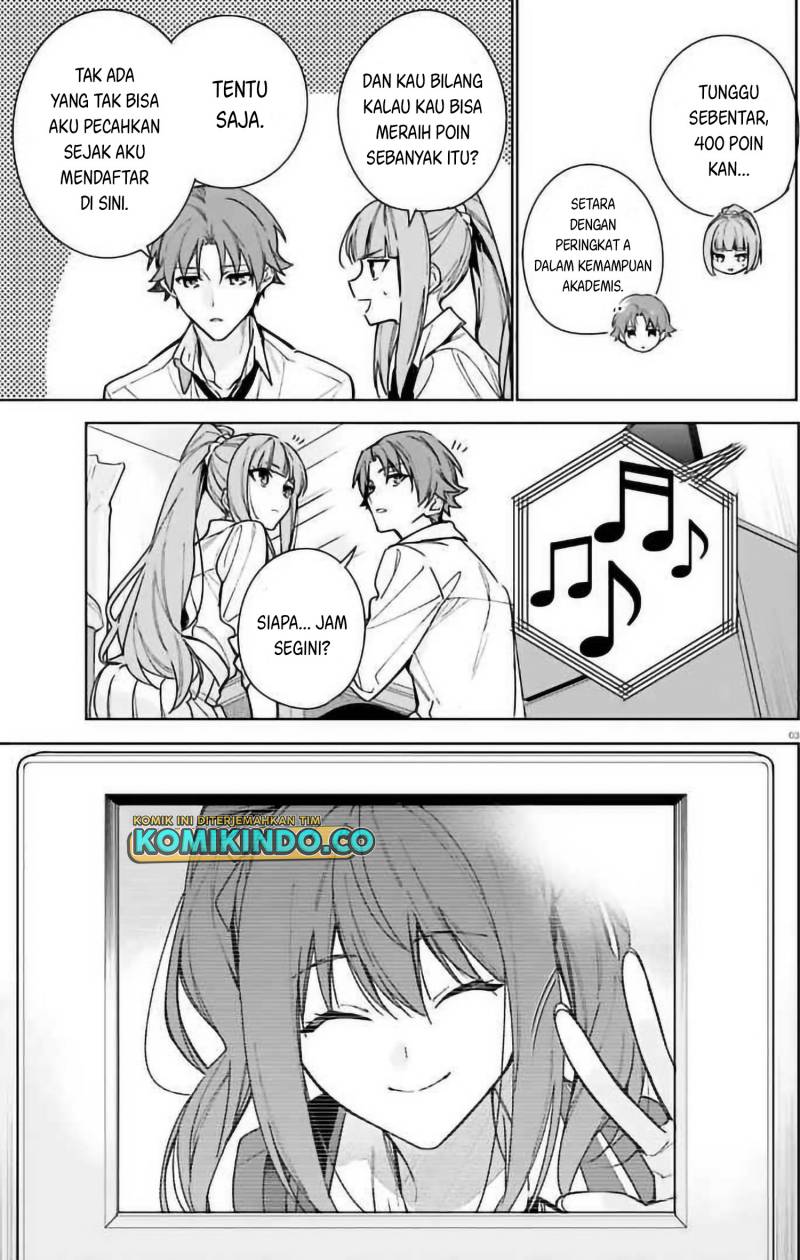 TUNGGU
SEBENTAR,
400 POIN
KAN...
SETARA
DENGAN
PERINGKAT A
DALAM KEMAMPUAN
AKADEMIS.
DAN KAU BILANG
KALAU KAU BISA
MERAIH POIN
SEBANYAK ITU?
TENTU
SAJA.
TAK ADA
YANG TAK BISA
AKU PECAHKAN
SEJAK AKU
MENDAFTAR
DI SINI.
SIAPA... JAM
SEGINI?
03
KOMIK INI DITERJEMAHKAN TIM
KOMIKINDO.CO